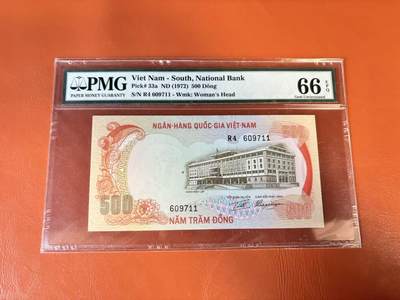 PMG
PAPER MONEY GUARANTY
Viet Nam - South, National Bank
Pick# 33a ND (1972) 500 Dông
S/N R4 609711 - Wmk: Woman's Head
66 EPQ
Gem Uncirculated
NGÂN-HÀNG QUỐC-GIA VIỆT-NAM
R4 609711
500
500
609711
NĂM TRĂM ĐỒNG